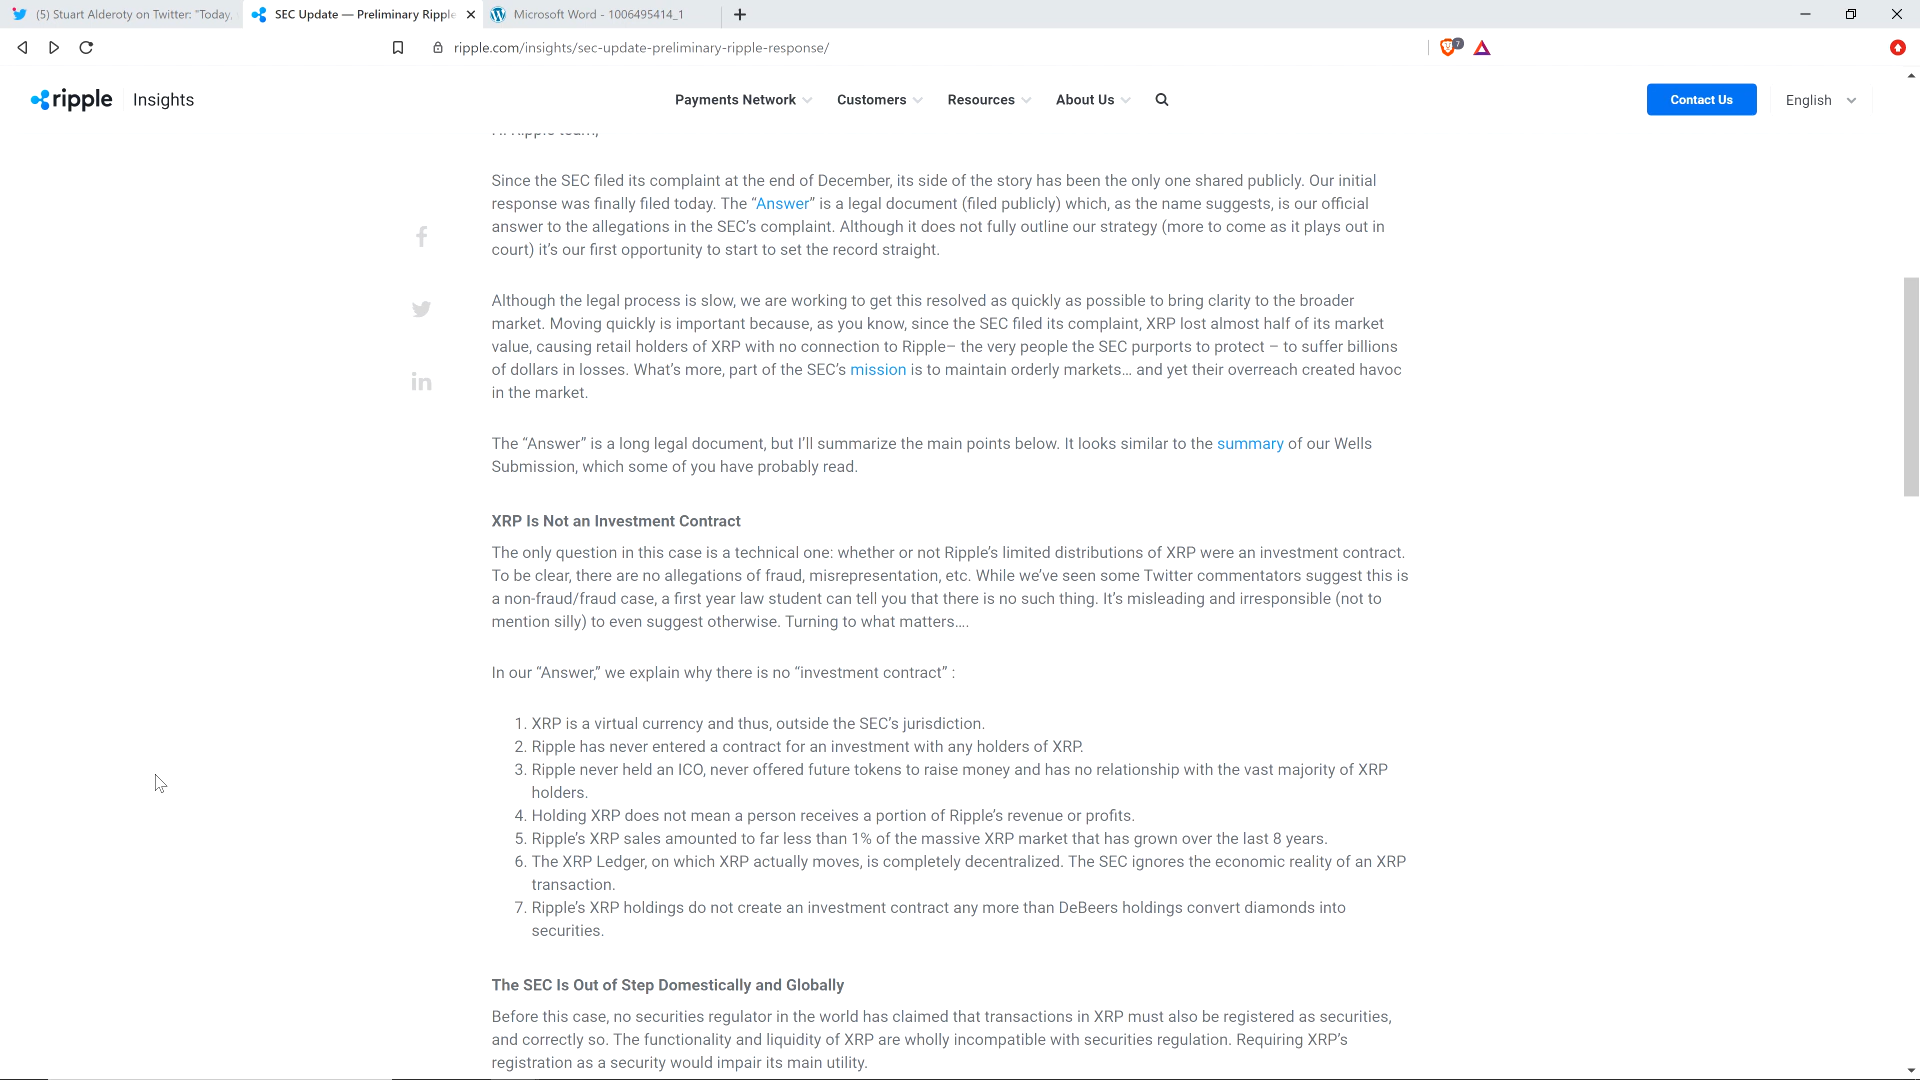 (5) Stuart Alderoty on Twitter: "Today,
SEC Update — Preliminary Ripple
Microsoft Word - 1006495414_1
ripple.com/insights/sec-update-preliminary-ripple-response/
7
ripple
Insights
Payments Network
Customers
Resources
About Us
Contact Us
English
Since the SEC filed its complaint at the end of December, its side of the story has been the only one shared publicly. Our initial
response was finally filed today. The “Answer” is a legal document (filed publicly) which, as the name suggests, is our official
answer to the allegations in the SEC’s complaint. Although it does not fully outline our strategy (more to come as it plays out in
court) it’s our first opportunity to start to set the record straight.
Although the legal process is slow, we are working to get this resolved as quickly as possible to bring clarity to the broader
market. Moving quickly is important because, as you know, since the SEC filed its complaint, XRP lost almost half of its market
value, causing retail holders of XRP with no connection to Ripple– the very people the SEC purports to protect – to suffer billions
of dollars in losses. What’s more, part of the SEC’s mission is to maintain orderly markets… and yet their overreach created havoc
in the market.
The “Answer” is a long legal document, but I’ll summarize the main points below. It looks similar to the summary of our Wells
Submission, which some of you have probably read.
XRP Is Not an Investment Contract
The only question in this case is a technical one: whether or not Ripple’s limited distributions of XRP were an investment contract.
To be clear, there are no allegations of fraud, misrepresentation, etc. While we’ve seen some Twitter commentators suggest this is
a non-fraud/fraud case, a first year law student can tell you that there is no such thing. It’s misleading and irresponsible (not to
mention silly) to even suggest otherwise. Turning to what matters….
In our “Answer,” we explain why there is no “investment contract” :
1. XRP is a virtual currency and thus, outside the SEC’s jurisdiction.
2. Ripple has never entered a contract for an investment with any holders of XRP.
3. Ripple never held an ICO, never offered future tokens to raise money and has no relationship with the vast majority of XRP
holders.
4. Holding XRP does not mean a person receives a portion of Ripple’s revenue or profits.
5. Ripple’s XRP sales amounted to far less than 1% of the massive XRP market that has grown over the last 8 years.
6. The XRP Ledger, on which XRP actually moves, is completely decentralized. The SEC ignores the economic reality of an XRP
transaction.
7. Ripple’s XRP holdings do not create an investment contract any more than DeBeers holdings convert diamonds into
securities.
The SEC Is Out of Step Domestically and Globally
Before this case, no securities regulator in the world has claimed that transactions in XRP must also be registered as securities,
and correctly so. The functionality and liquidity of XRP are wholly incompatible with securities regulation. Requiring XRP’s
registration as a security would impair its main utility.